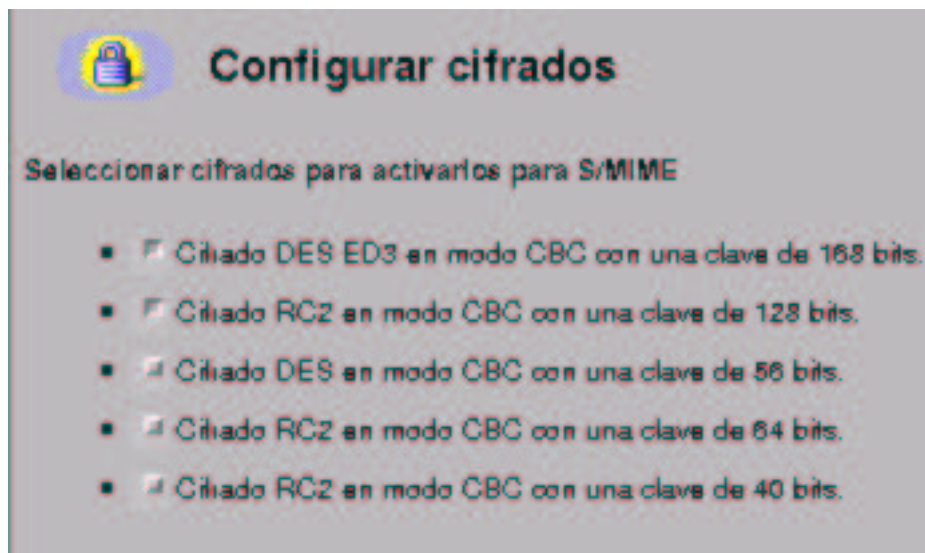 Configurar cifrados
Seleccionar cifrados para activarlos para S/MIME
Cifrado DES ED3 en modo CBC con una clave de 168 bits.
Cifrado RC2 en modo CBC con una clave de 128 bits.
Cifrado DES en modo CBC con una clave de 56 bits.
Cifrado RC2 en modo CBC con una clave de 64 bits.
Cifrado RC2 en modo CBC con una clave de 40 bits.